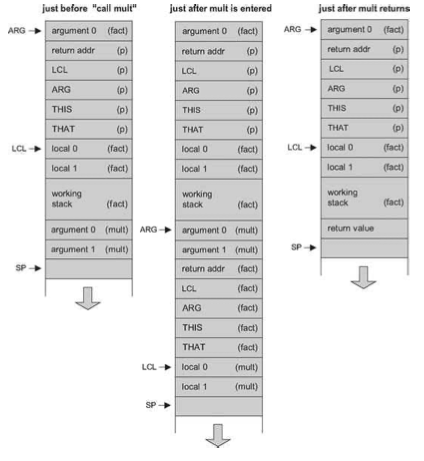 just before "call mult"
ARG argument 0 (fact)
return addr (p)
LCL (p)
ARG (p)
THIS (p)
THAT (p)
LCL local 0 (fact)
local 1 (fact)
working
stack (fact)
argument 0 (mult)
argument 1 (mult)
SP
just after mult is entered
argument 0 (fact)
return addr (p)
LCL (p)
ARG (p)
THIS (p)
THAT (p)
local 0 (fact)
local 1 (fact)
working
stack (fact)
ARG argument 0 (mult)
argument 1 (mult)
return addr (fact)
LCL (fact)
ARG (fact)
THIS (fact)
THAT (fact)
LCL local 0 (mult)
local 1 (mult)
SP
just after mult returns
ARG argument 0 (fact)
return addr (p)
LCL (p)
ARG (p)
THIS (p)
THAT (p)
LCL local 0 (fact)
local 1 (fact)
working
stack (fact)
return value
SP